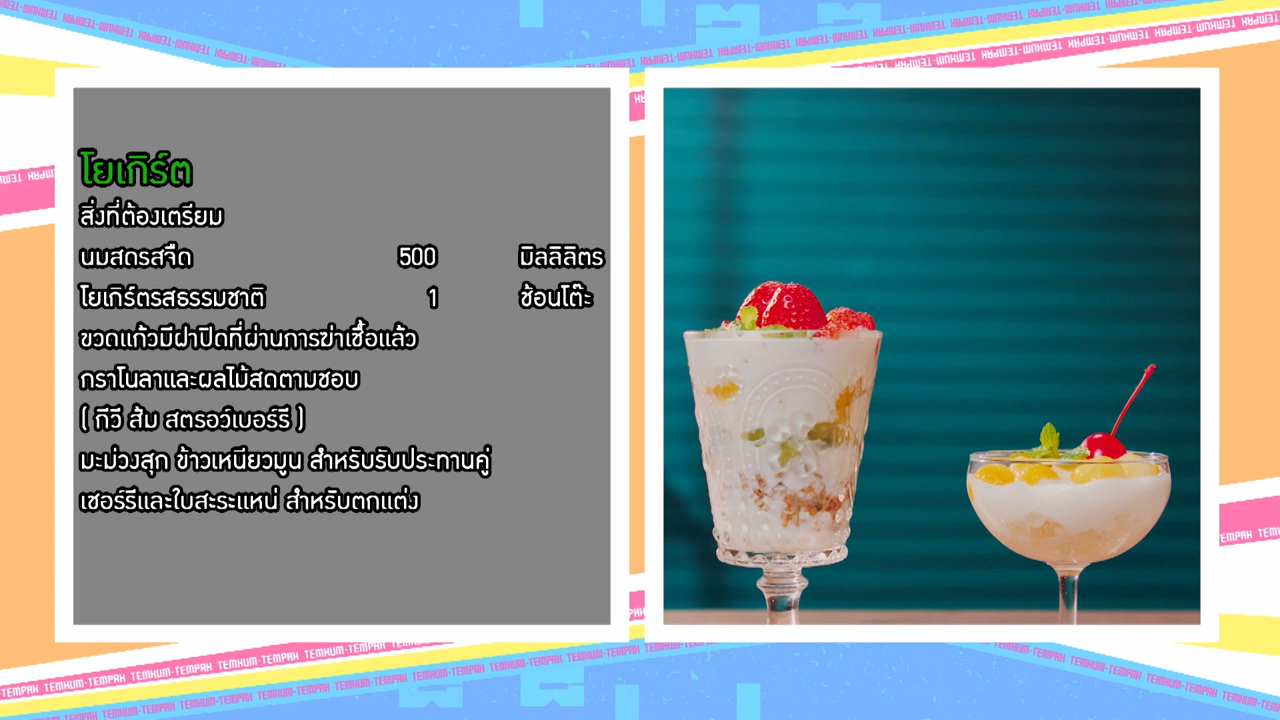 โยเกิร์ต
สิ่งที่ต้องเตรียม
นมสดรสจืด 500 มิลลิลิตร
โยเกิร์ตรสธรรมชาติ 1 ช้อนโต๊ะ
ขวดแก้วมีฝาปิดที่ผ่านการฆ่าเชื้อแล้ว
กราโนลาและผลไม้สดตามชอบ
( กีวี ส้ม สตรอว์เบอร์รี )
มะม่วงสุก ข้าวเหนียวมูน สำหรับรับประทานคู่
เชอร์รีและใบสะระแหน่ สำหรับตกแต่ง
TEMHUM-TEMPAH TEMHUM-TEMPAH TEMHUM-TEMPAH